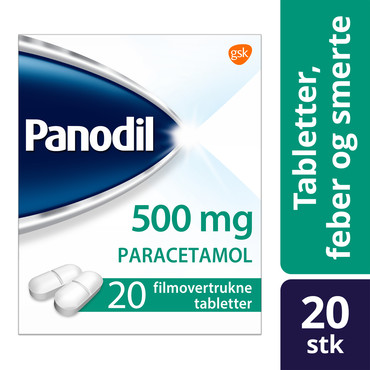 gsk
Panodil
500 mg
PARACETAMOL
20 filmovertrukne
tabletter
Tabletter,
feber og smerte
20
stk